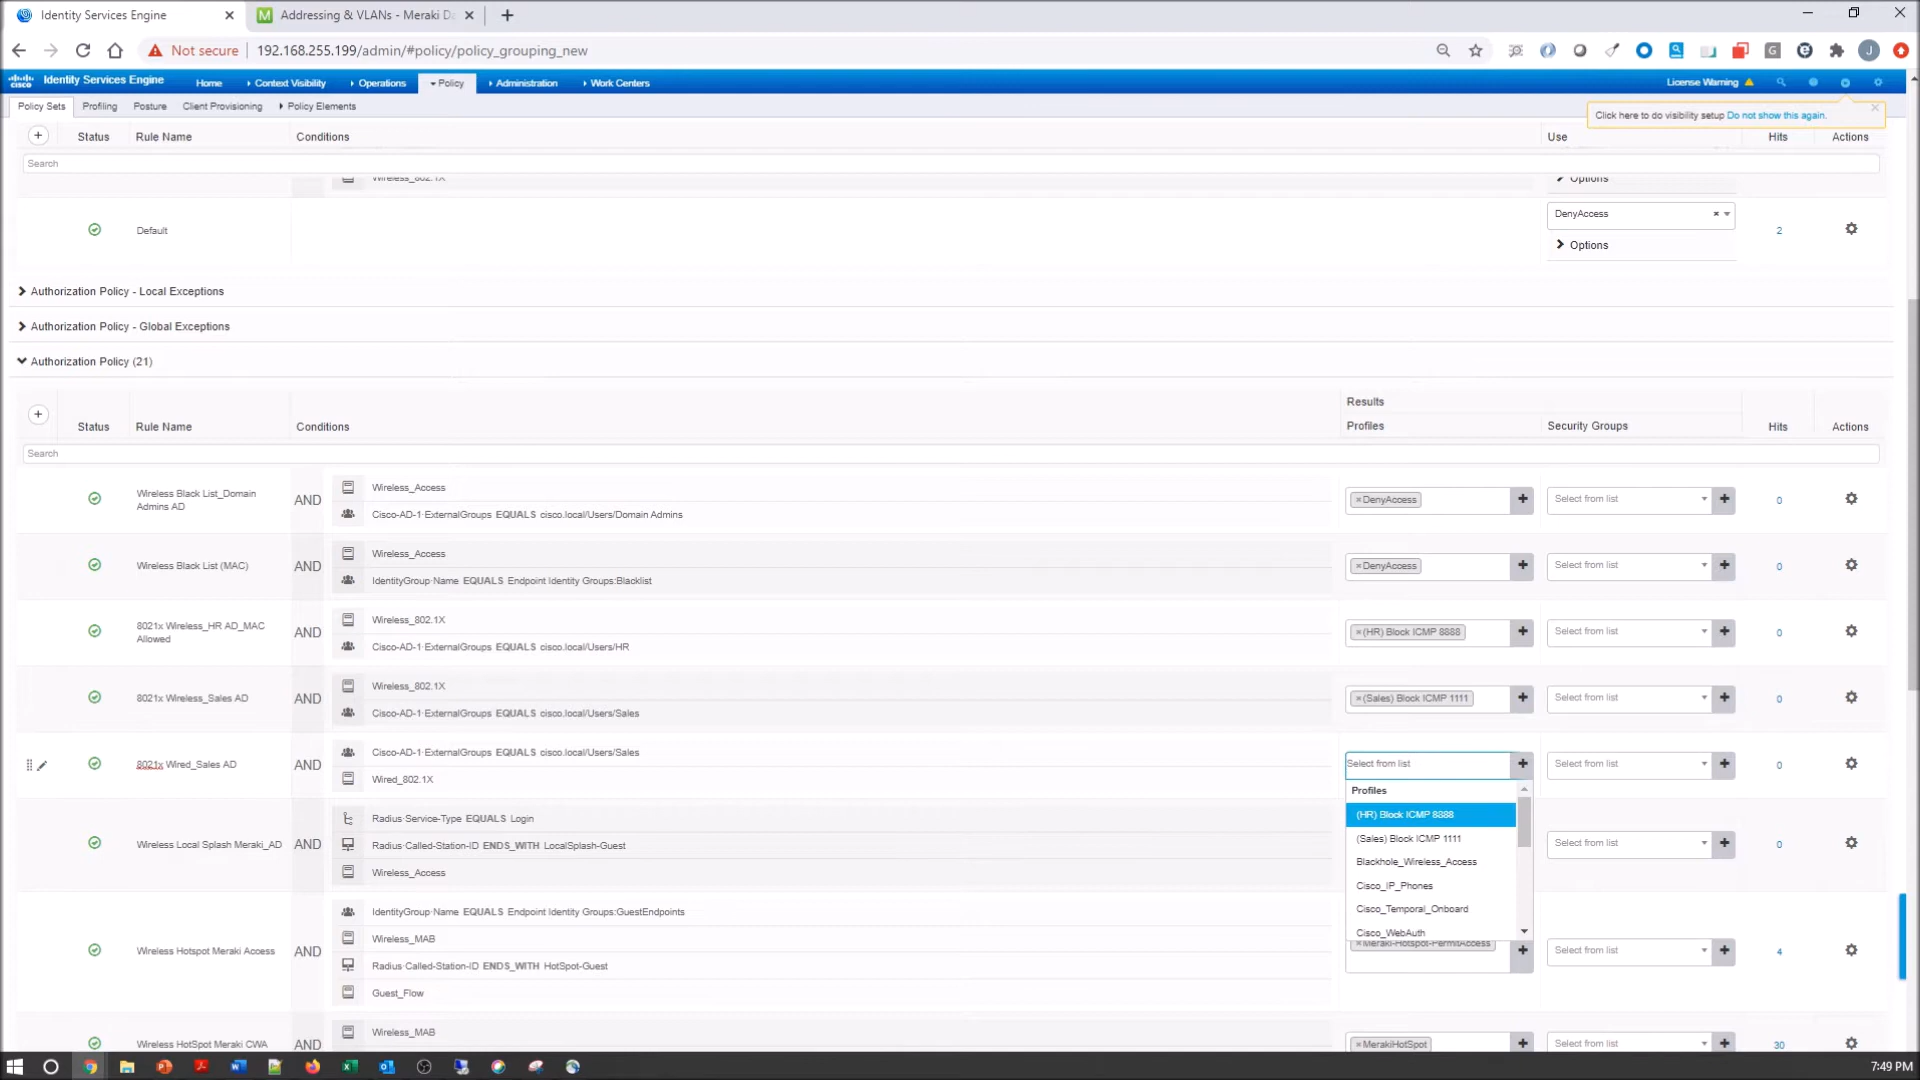 Identity Services Engine
Addressing & VLANs - Meraki Da
Not secure
192.168.255.199/admin/#policy/policy_grouping_new
G
J
cisco
Identity Services Engine
Home
Context Visibility
Operations
Policy
Administration
Work Centers
License Warning
Policy Sets
Profiling
Posture
Client Provisioning
Policy Elements
Click here to do visibility setup Do not show this again.
+
Status
Rule Name
Conditions
Use
Hits
Actions
Search
Wireless_802.1X
Options
Default
DenyAccess
Options
2
Authorization Policy - Local Exceptions
Authorization Policy - Global Exceptions
Authorization Policy (21)
Results
+
Status
Rule Name
Conditions
Profiles
Security Groups
Hits
Actions
Search
Wireless Black List_Domain
Admins AD
AND
Wireless_Access
Cisco-AD-1·ExternalGroups EQUALS cisco.local/Users/Domain Admins
×DenyAccess
Select from list
0
Wireless Black List (MAC)
AND
Wireless_Access
IdentityGroup·Name EQUALS Endpoint Identity Groups:Blacklist
×DenyAccess
Select from list
0
8021x Wireless_HR AD_MAC
Allowed
AND
Wireless_802.1X
Cisco-AD-1·ExternalGroups EQUALS cisco.local/Users/HR
×(HR) Block ICMP 8888
Select from list
0
8021x Wireless_Sales AD
AND
Wireless_802.1X
Cisco-AD-1·ExternalGroups EQUALS cisco.local/Users/Sales
×(Sales) Block ICMP 1111
Select from list
0
8021x Wired_Sales AD
AND
Cisco-AD-1·ExternalGroups EQUALS cisco.local/Users/Sales
Wired_802.1X
Select from list
Select from list
0
Profiles
(HR) Block ICMP 8888
(Sales) Block ICMP 1111
Blackhole_Wireless_Access
Cisco_IP_Phones
Cisco_Temporal_Onboard
Cisco_WebAuth
Wireless Local Splash Meraki_AD
AND
Radius·Service-Type EQUALS Login
Radius·Called-Station-ID ENDS_WITH LocalSplash-Guest
Wireless_Access
Select from list
0
Wireless Hotspot Meraki Access
AND
IdentityGroup·Name EQUALS Endpoint Identity Groups:GuestEndpoints
Wireless_MAB
Radius·Called-Station-ID ENDS_WITH HotSpot-Guest
Guest_Flow
×Meraki-Hotspot-PermitAccess
Select from list
4
Wireless HotSpot Meraki CWA
AND
Wireless_MAB
×MerakiHotSpot
Select from list
30
7:49 PM